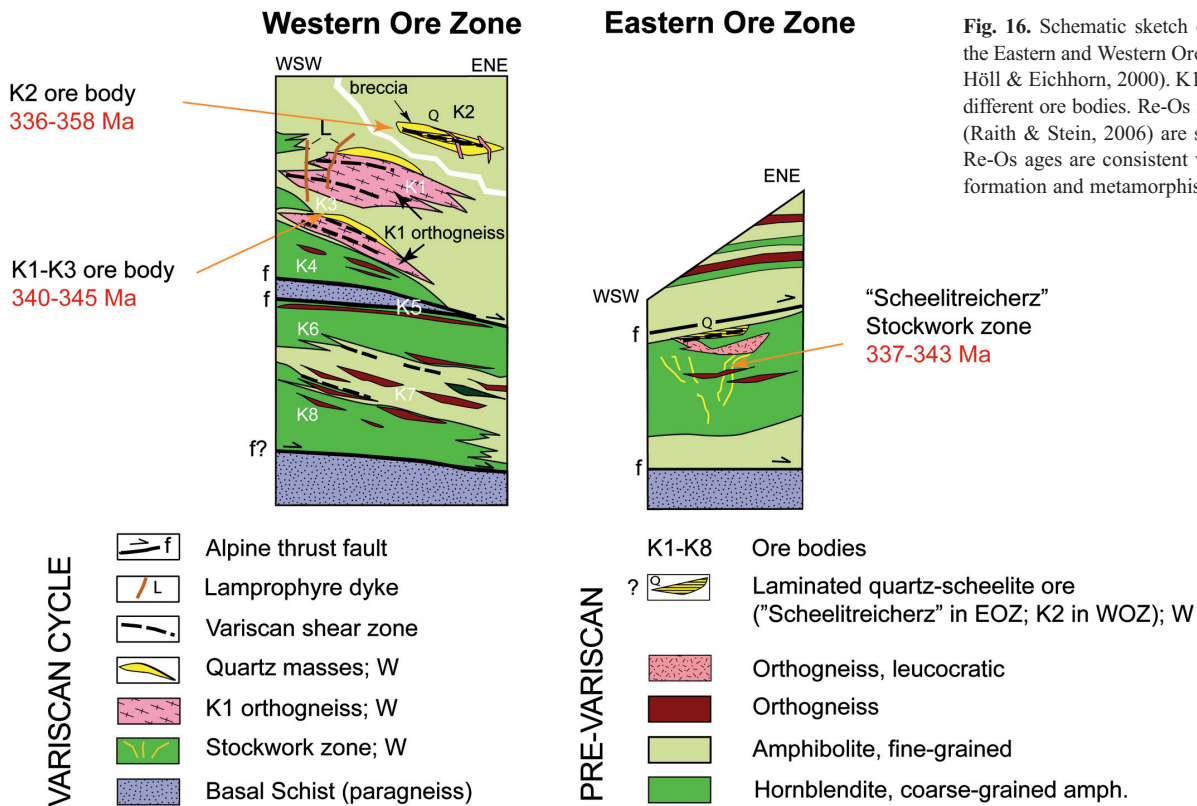 Western Ore Zone
Eastern Ore Zone
Fig. 16. Schematic sketch
the Eastern and Western Ore
Höll & Eichhorn, 2000). K1
different ore bodies. Re-Os
(Raith & Stein, 2006) are
Re-Os ages are consistent
formation and
WSW
ENE
breccia
Q
K2
K2 ore body
336-358 Ma
L
K1
K3
K1 orthogneiss
K1-K3 ore body
340-345 Ma
K4
f
f
K5
K6
K7
K8
f?
ENE
WSW
f
Q
"Scheelitreicherz"
Stockwork zone
337-343 Ma
f
VARISCAN CYCLE
f
Alpine thrust fault
L
Lamprophyre dyke
Variscan shear zone
Quartz masses; W
K1 orthogneiss; W
Stockwork zone; W
Basal Schist (paragneiss)
PRE-VARISCAN
K1-K8 Ore bodies
? Q
Laminated quartz-scheelite ore
("Scheelitreicherz" in EOZ; K2 in WOZ); W
Orthogneiss, leucocratic
Orthogneiss
Amphibolite, fine-grained
Hornblendite, coarse-grained amph.